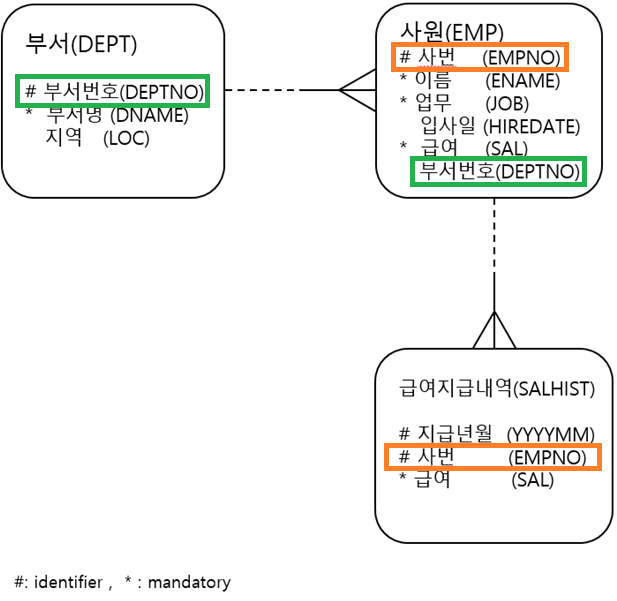 부서(DEPT)
# 부서번호(DEPTNO)
* 부서명 (DNAME)
지역 (LOC)
사원(EMP)
# 사번 (EMPNO)
* 이름 (ENAME)
* 업무 (JOB)
입사일 (HIREDATE)
* 급여 (SAL)
부서번호(DEPTNO)
급여지급내역(SALHIST)
# 지급년월 (YYYYMM)
# 사번 (EMPNO)
* 급여 (SAL)
#: identifier , * : mandatory